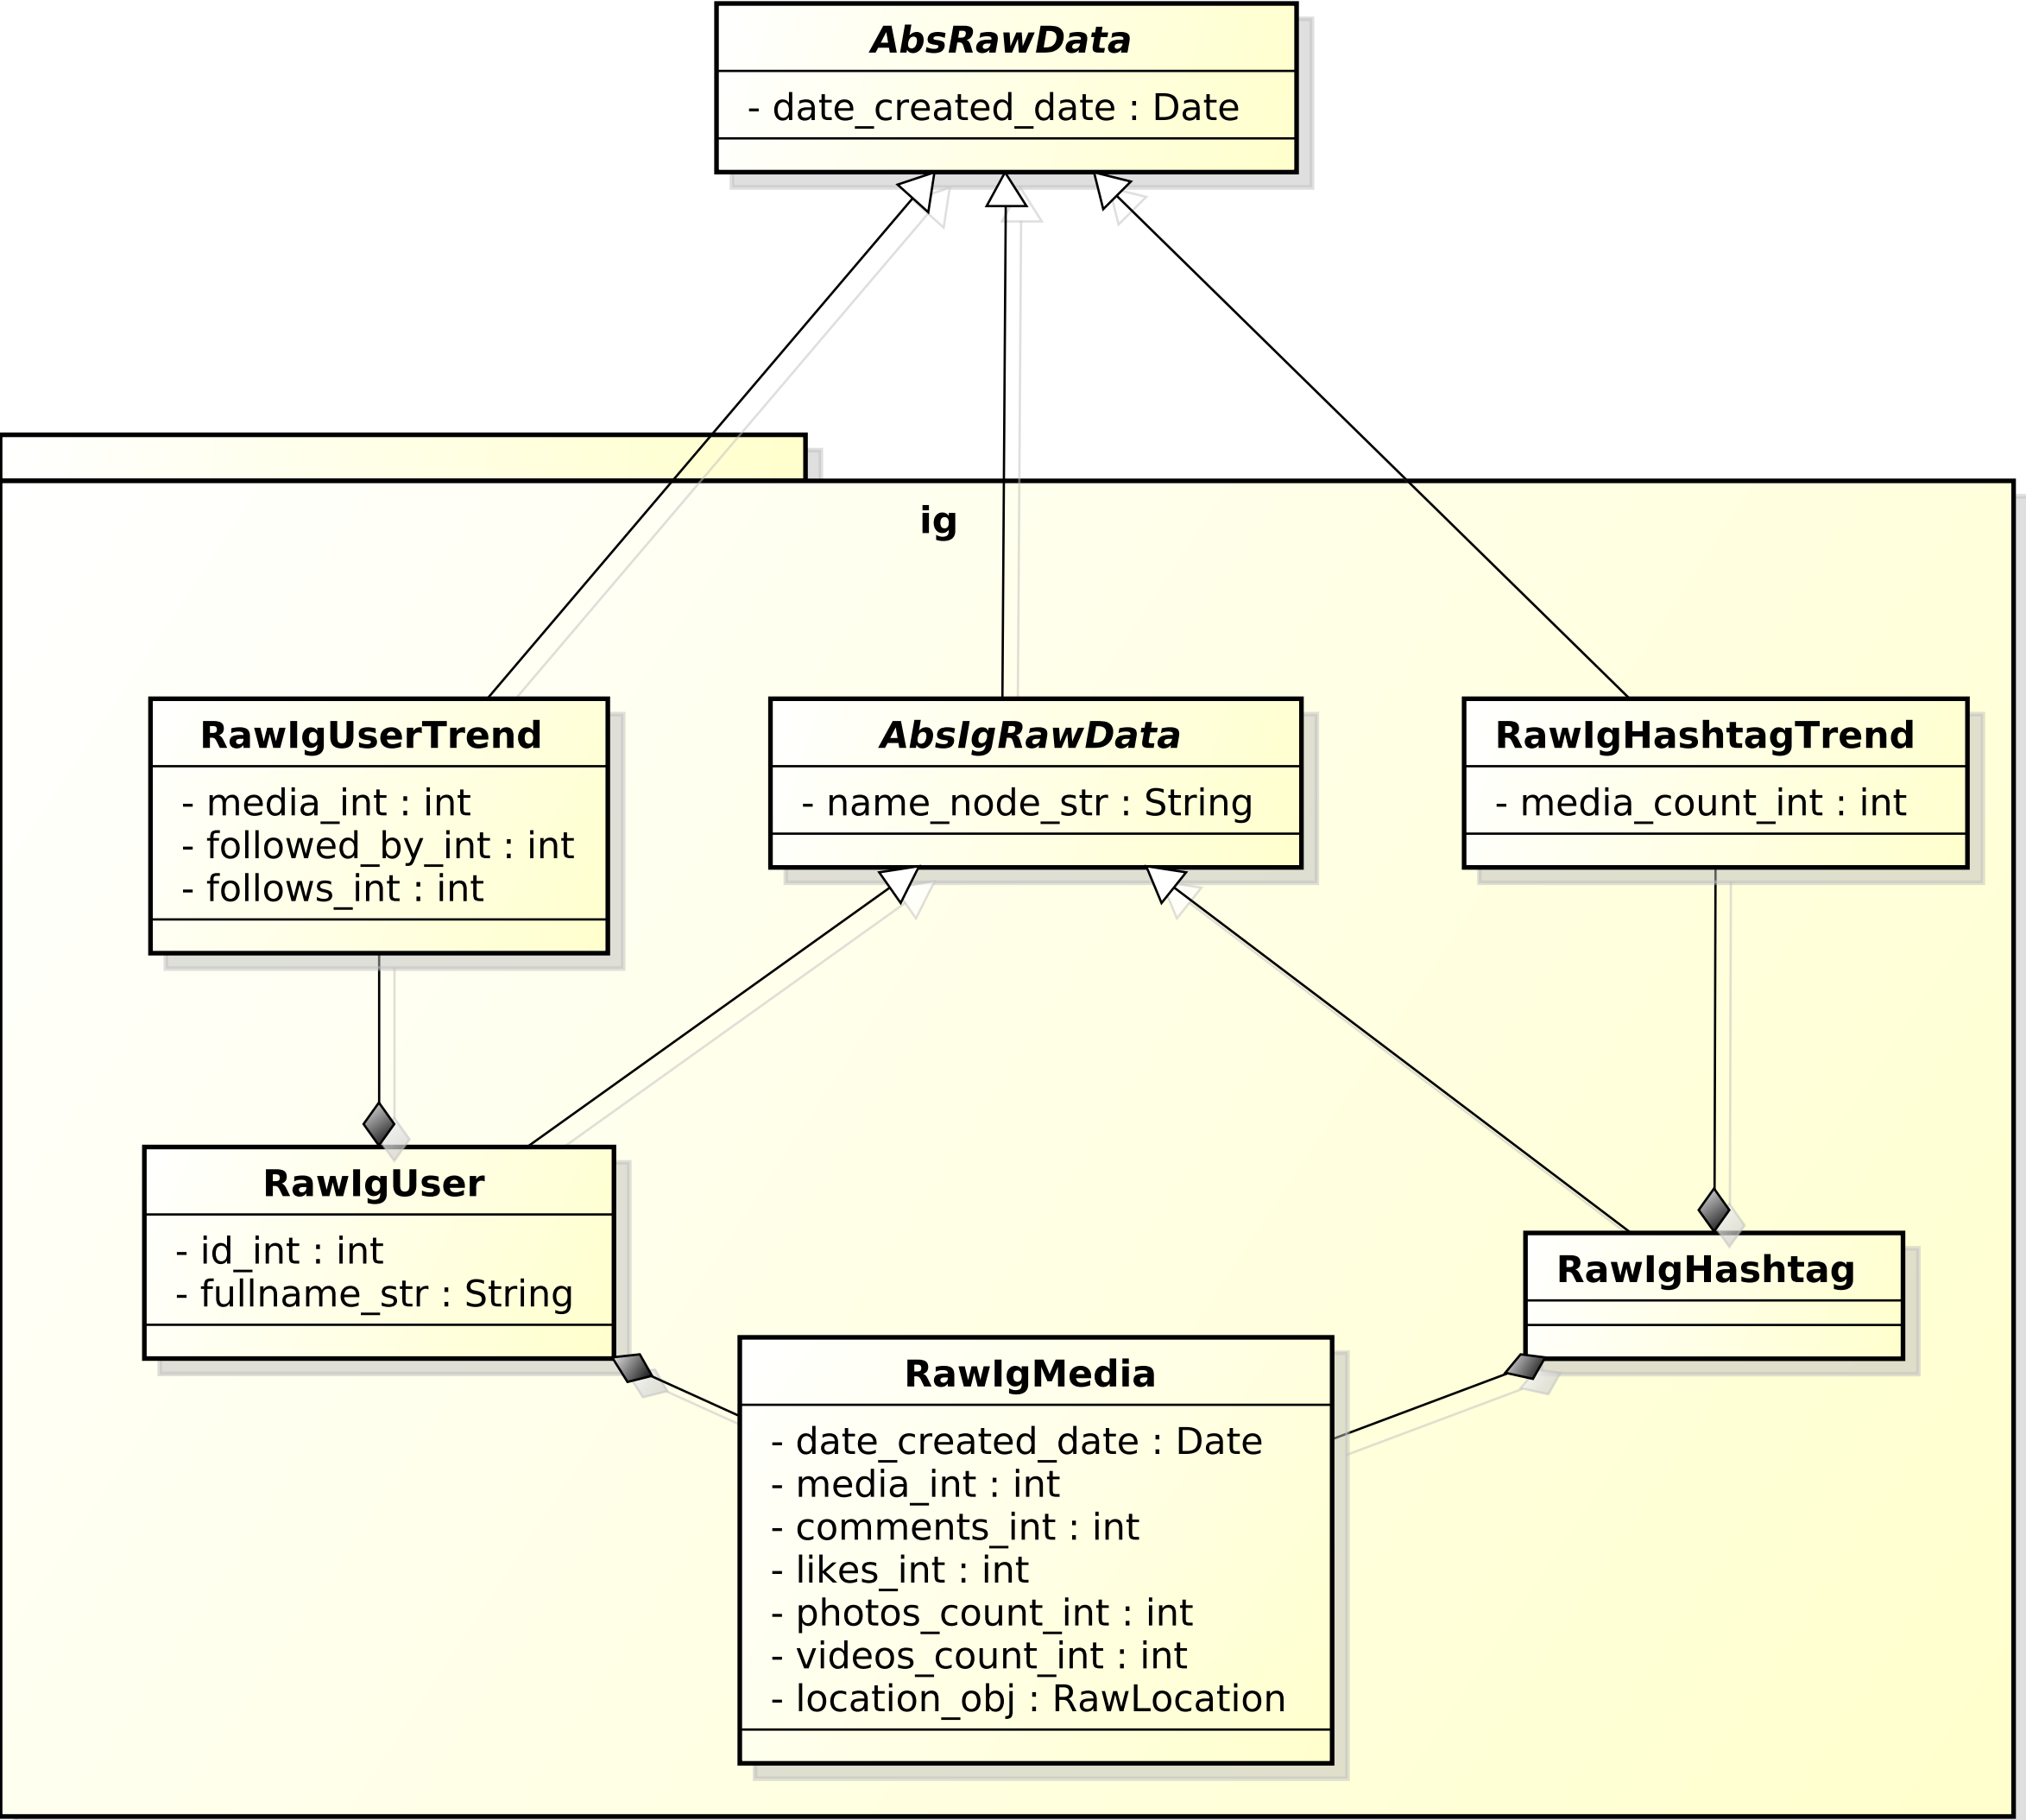 AbsRawData
- date_created_date : Date
ig
RawIgUserTrend
- media_int : int
- followed_by_int : int
- follows_int : int
AbsIgRawData
- name_node_str : String
RawIgHashtagTrend
- media_count_int : int
RawIgUser
- id_int : int
- fullname_str : String
RawIgHashtag
RawIgMedia
- date_created_date : Date
- media_int : int
- comments_int : int
- likes_int : int
- photos_count_int : int
- videos_count_int : int
- location_obj : RawLocation